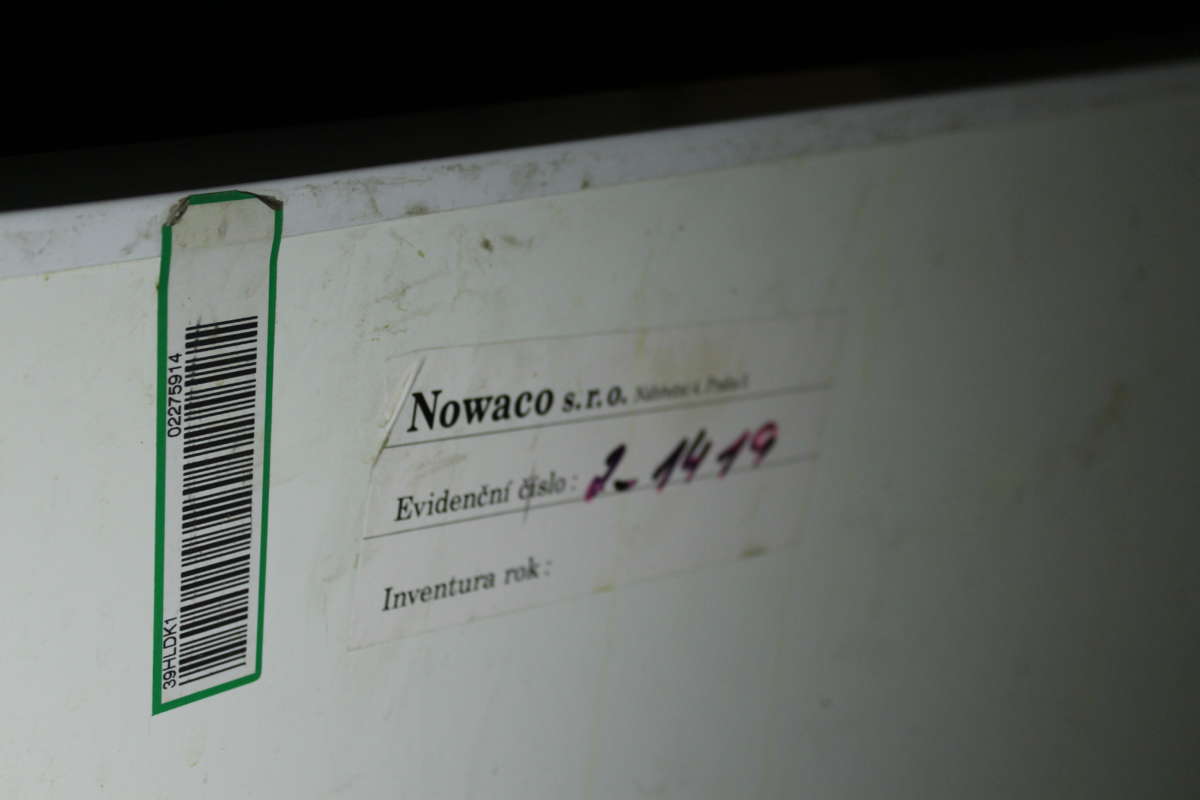 02275914
39HLDK1
Nowaco s.r.o.
Evidenční číslo: 2-1419
Inventura rok: